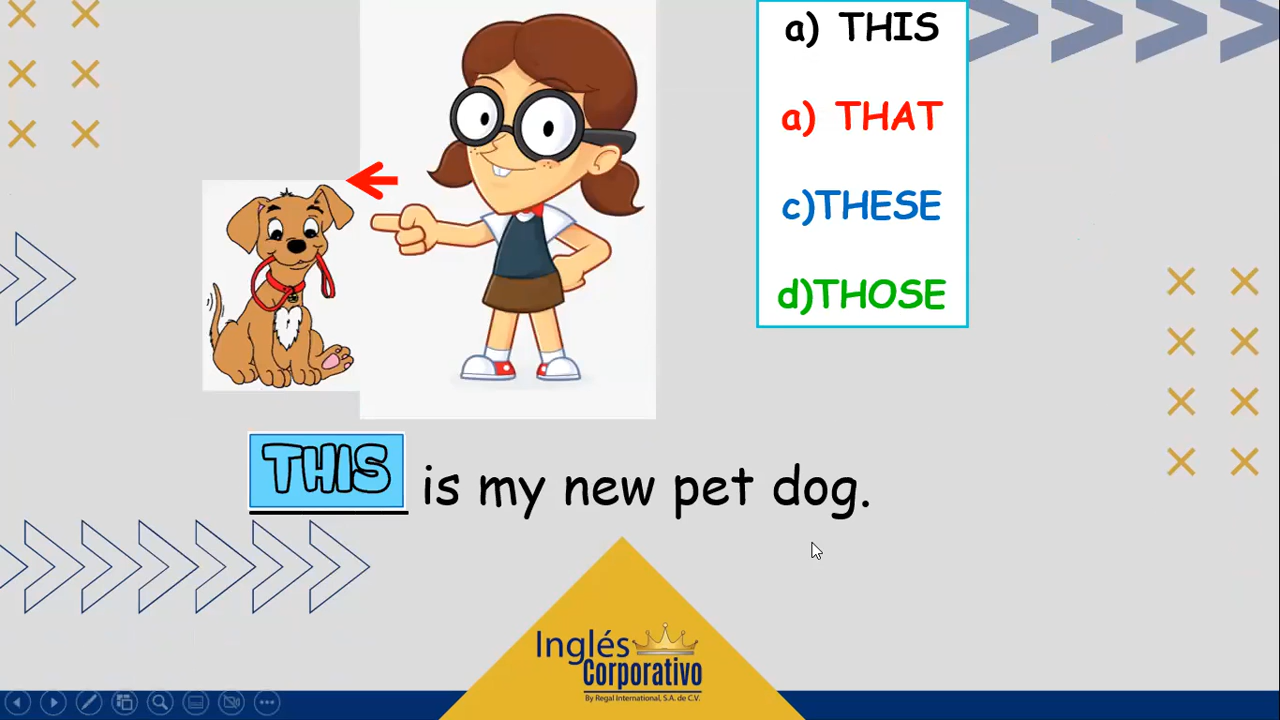 a) THIS
a) THAT
c)THESE
d)THOSE
THIS is my new pet dog.
Inglés
Corporativo
By Regal International, S.A. de C.V.